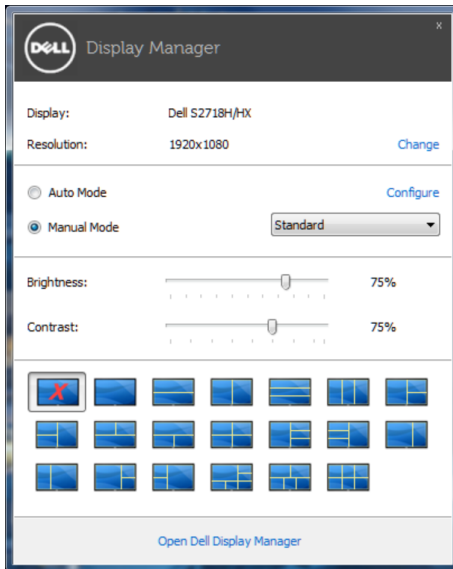 x
DELL Display Manager
Display: Dell S2718H/HX
Resolution: 1920x1080 Change
Auto Mode Configure
Manual Mode Standard
Brightness: 75%
Contrast: 75%
X
Open Dell Display Manager